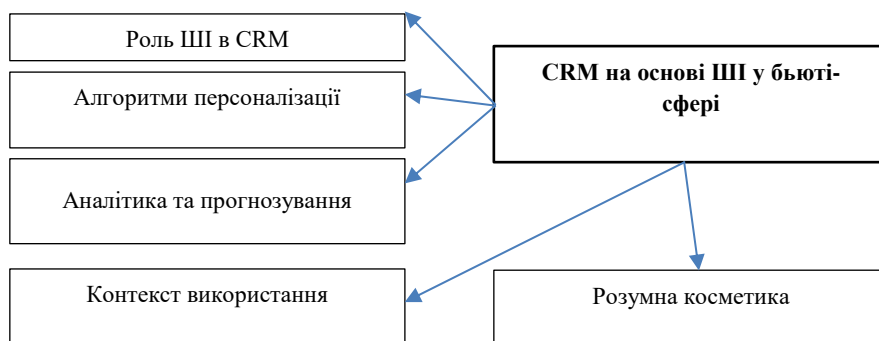 Роль ШІ в CRM
CRM на основі ШІ у бьюті-
сфері
Алгоритми персоналізації
Аналітика та прогнозування
Контекст використання
Розумна косметика